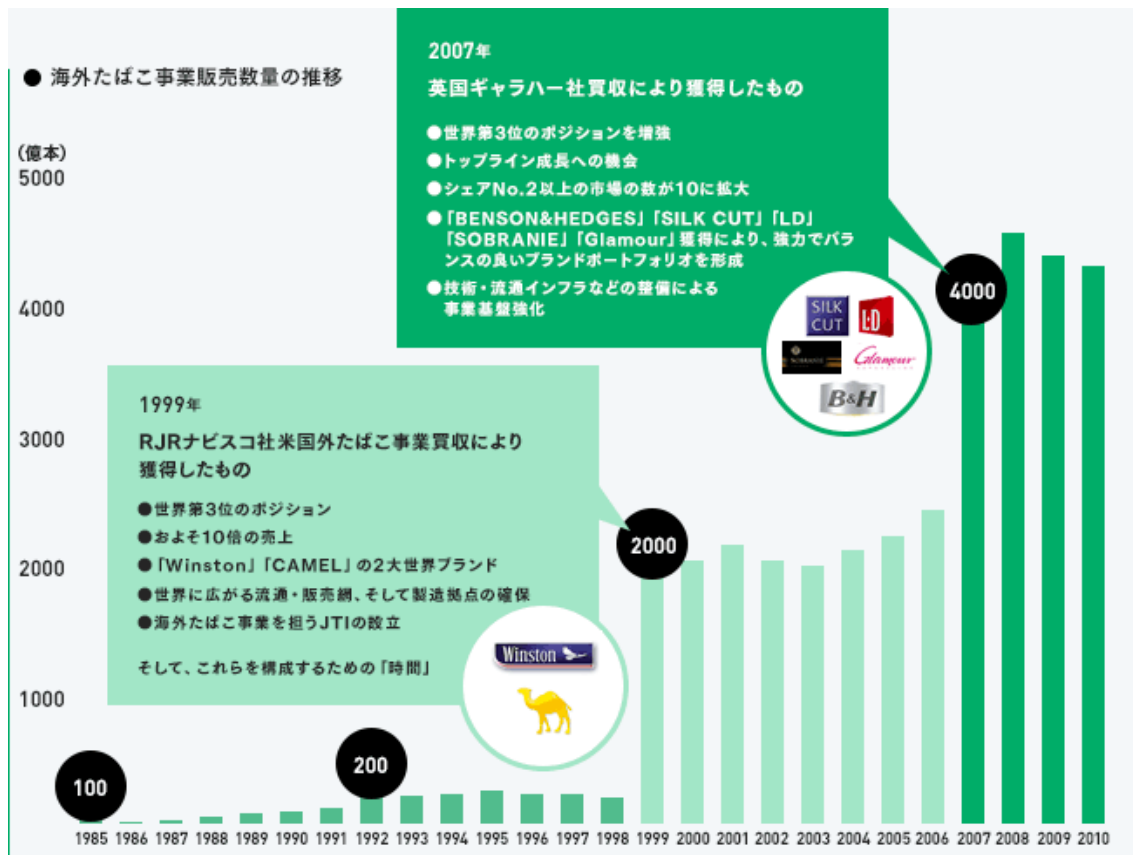 ● 海外たばこ事業販売数量の推移
(億本)
5000
4000
3000
2000
1000
2007年
英国ギャラハー社買収により獲得したもの
●世界第3位のポジションを増強
●トップライン成長への機会
●シェアNo.2以上の市場の数が10に拡大
●「BENSON&HEDGES」「SILK CUT」「LD」
「SOBRANIE」「Glamour」獲得により、強力でバラ
ンスの良いブランドポートフォリオを形成
●技術・流通インフラなどの整備による
事業基盤強化
4000
SILK
CUT
L·D
SOBRANIE
Glamour
B&H
1999年
RJRナビスコ社米国外たばこ事業買収により
獲得したもの
●世界第3位のポジション
●およそ10倍の売上
●「Winston」「CAMEL」の2大世界ブランド
●世界に広がる流通・販売網、そして製造拠点の確保
●海外たばこ事業を担うJTIの設立
そして、これらを構成するための「時間」
2000
Winston
100
200
1985 1986 1987 1988 1989 1990 1991 1992 1993 1994 1995 1996 1997 1998 1999 2000 2001 2002 2003 2004 2005 2006 2007 2008 2009 2010